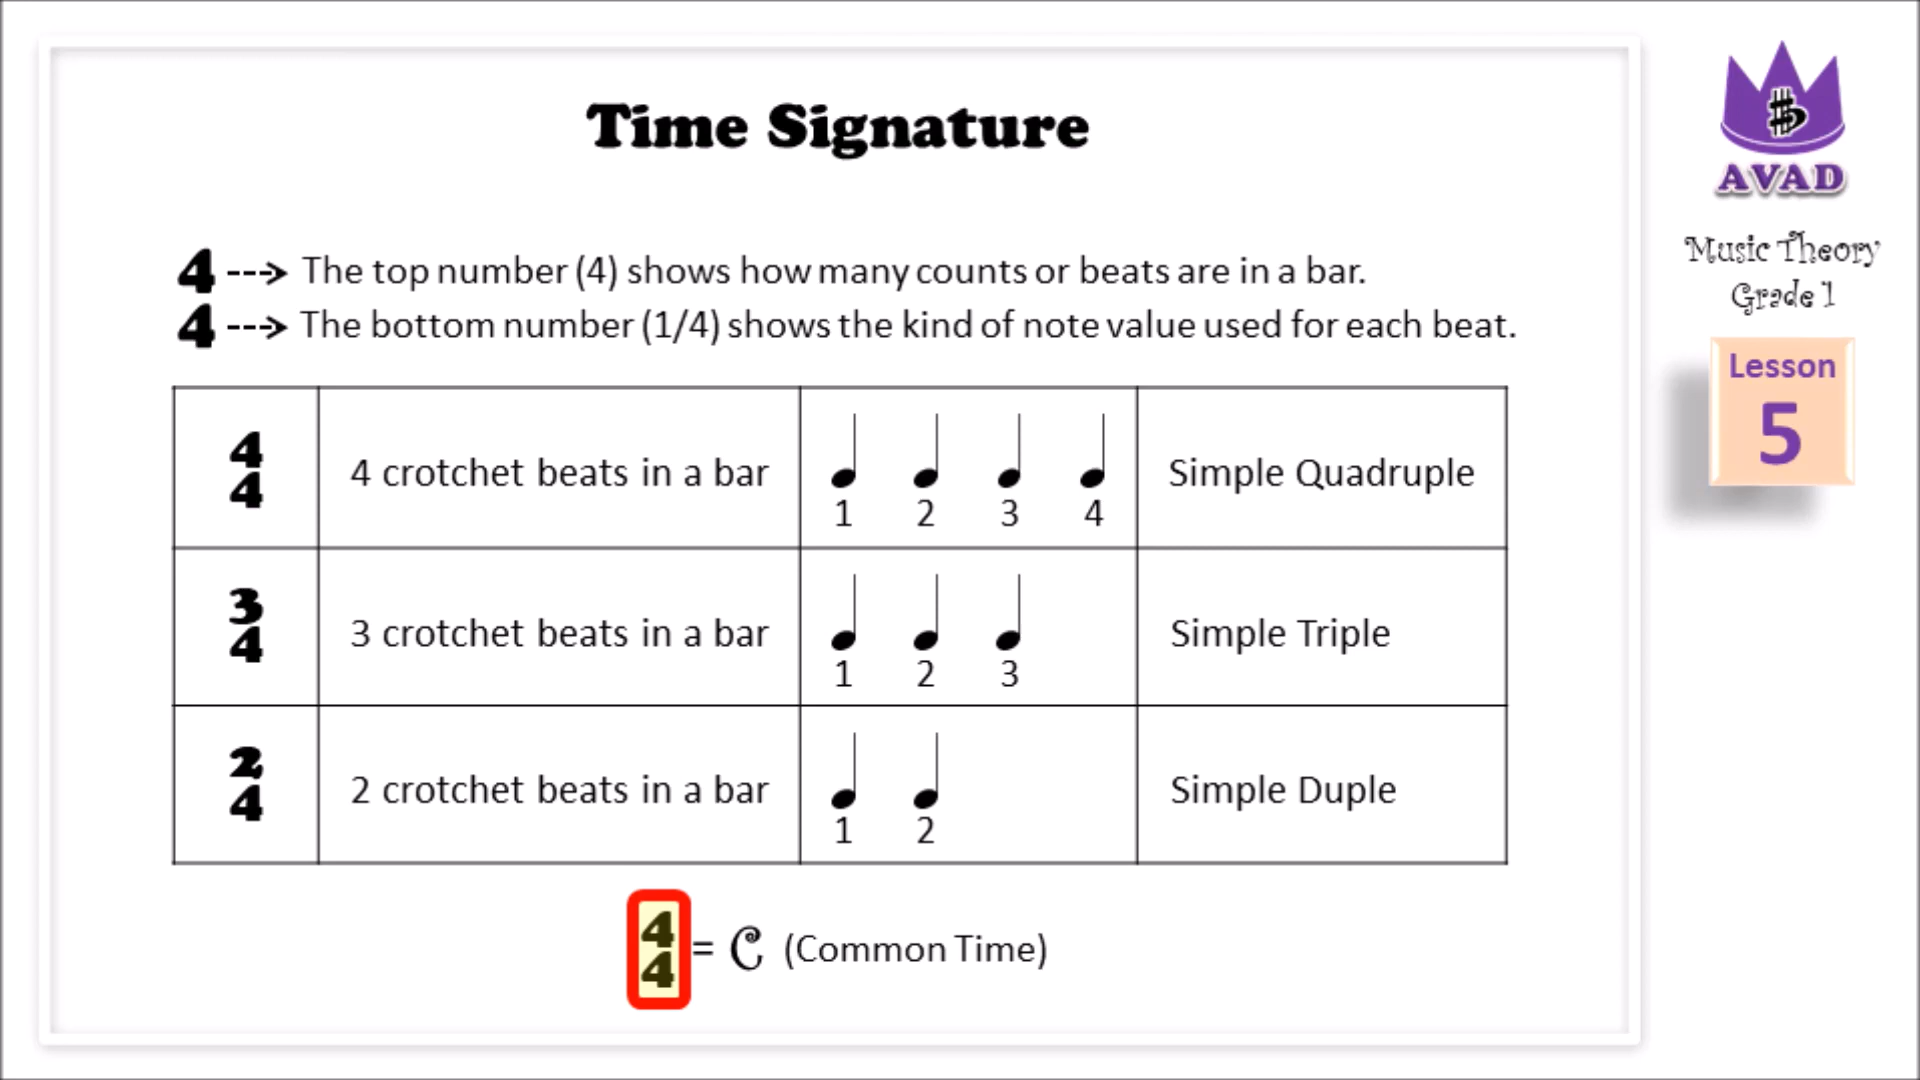 Time Signature
4 ---> The top number (4) shows how many counts or beats are in a bar.
4 ---> The bottom number (1/4) shows the kind of note value used for each beat.
4
4
4 crotchet beats in a bar
1 2 3 4
Simple Quadruple
3
4
3 crotchet beats in a bar
1 2 3
Simple Triple
2
4
2 crotchet beats in a bar
1 2
Simple Duple
4
4
= C (Common Time)
AVAD
Music Theory
Grade 1
Lesson
5